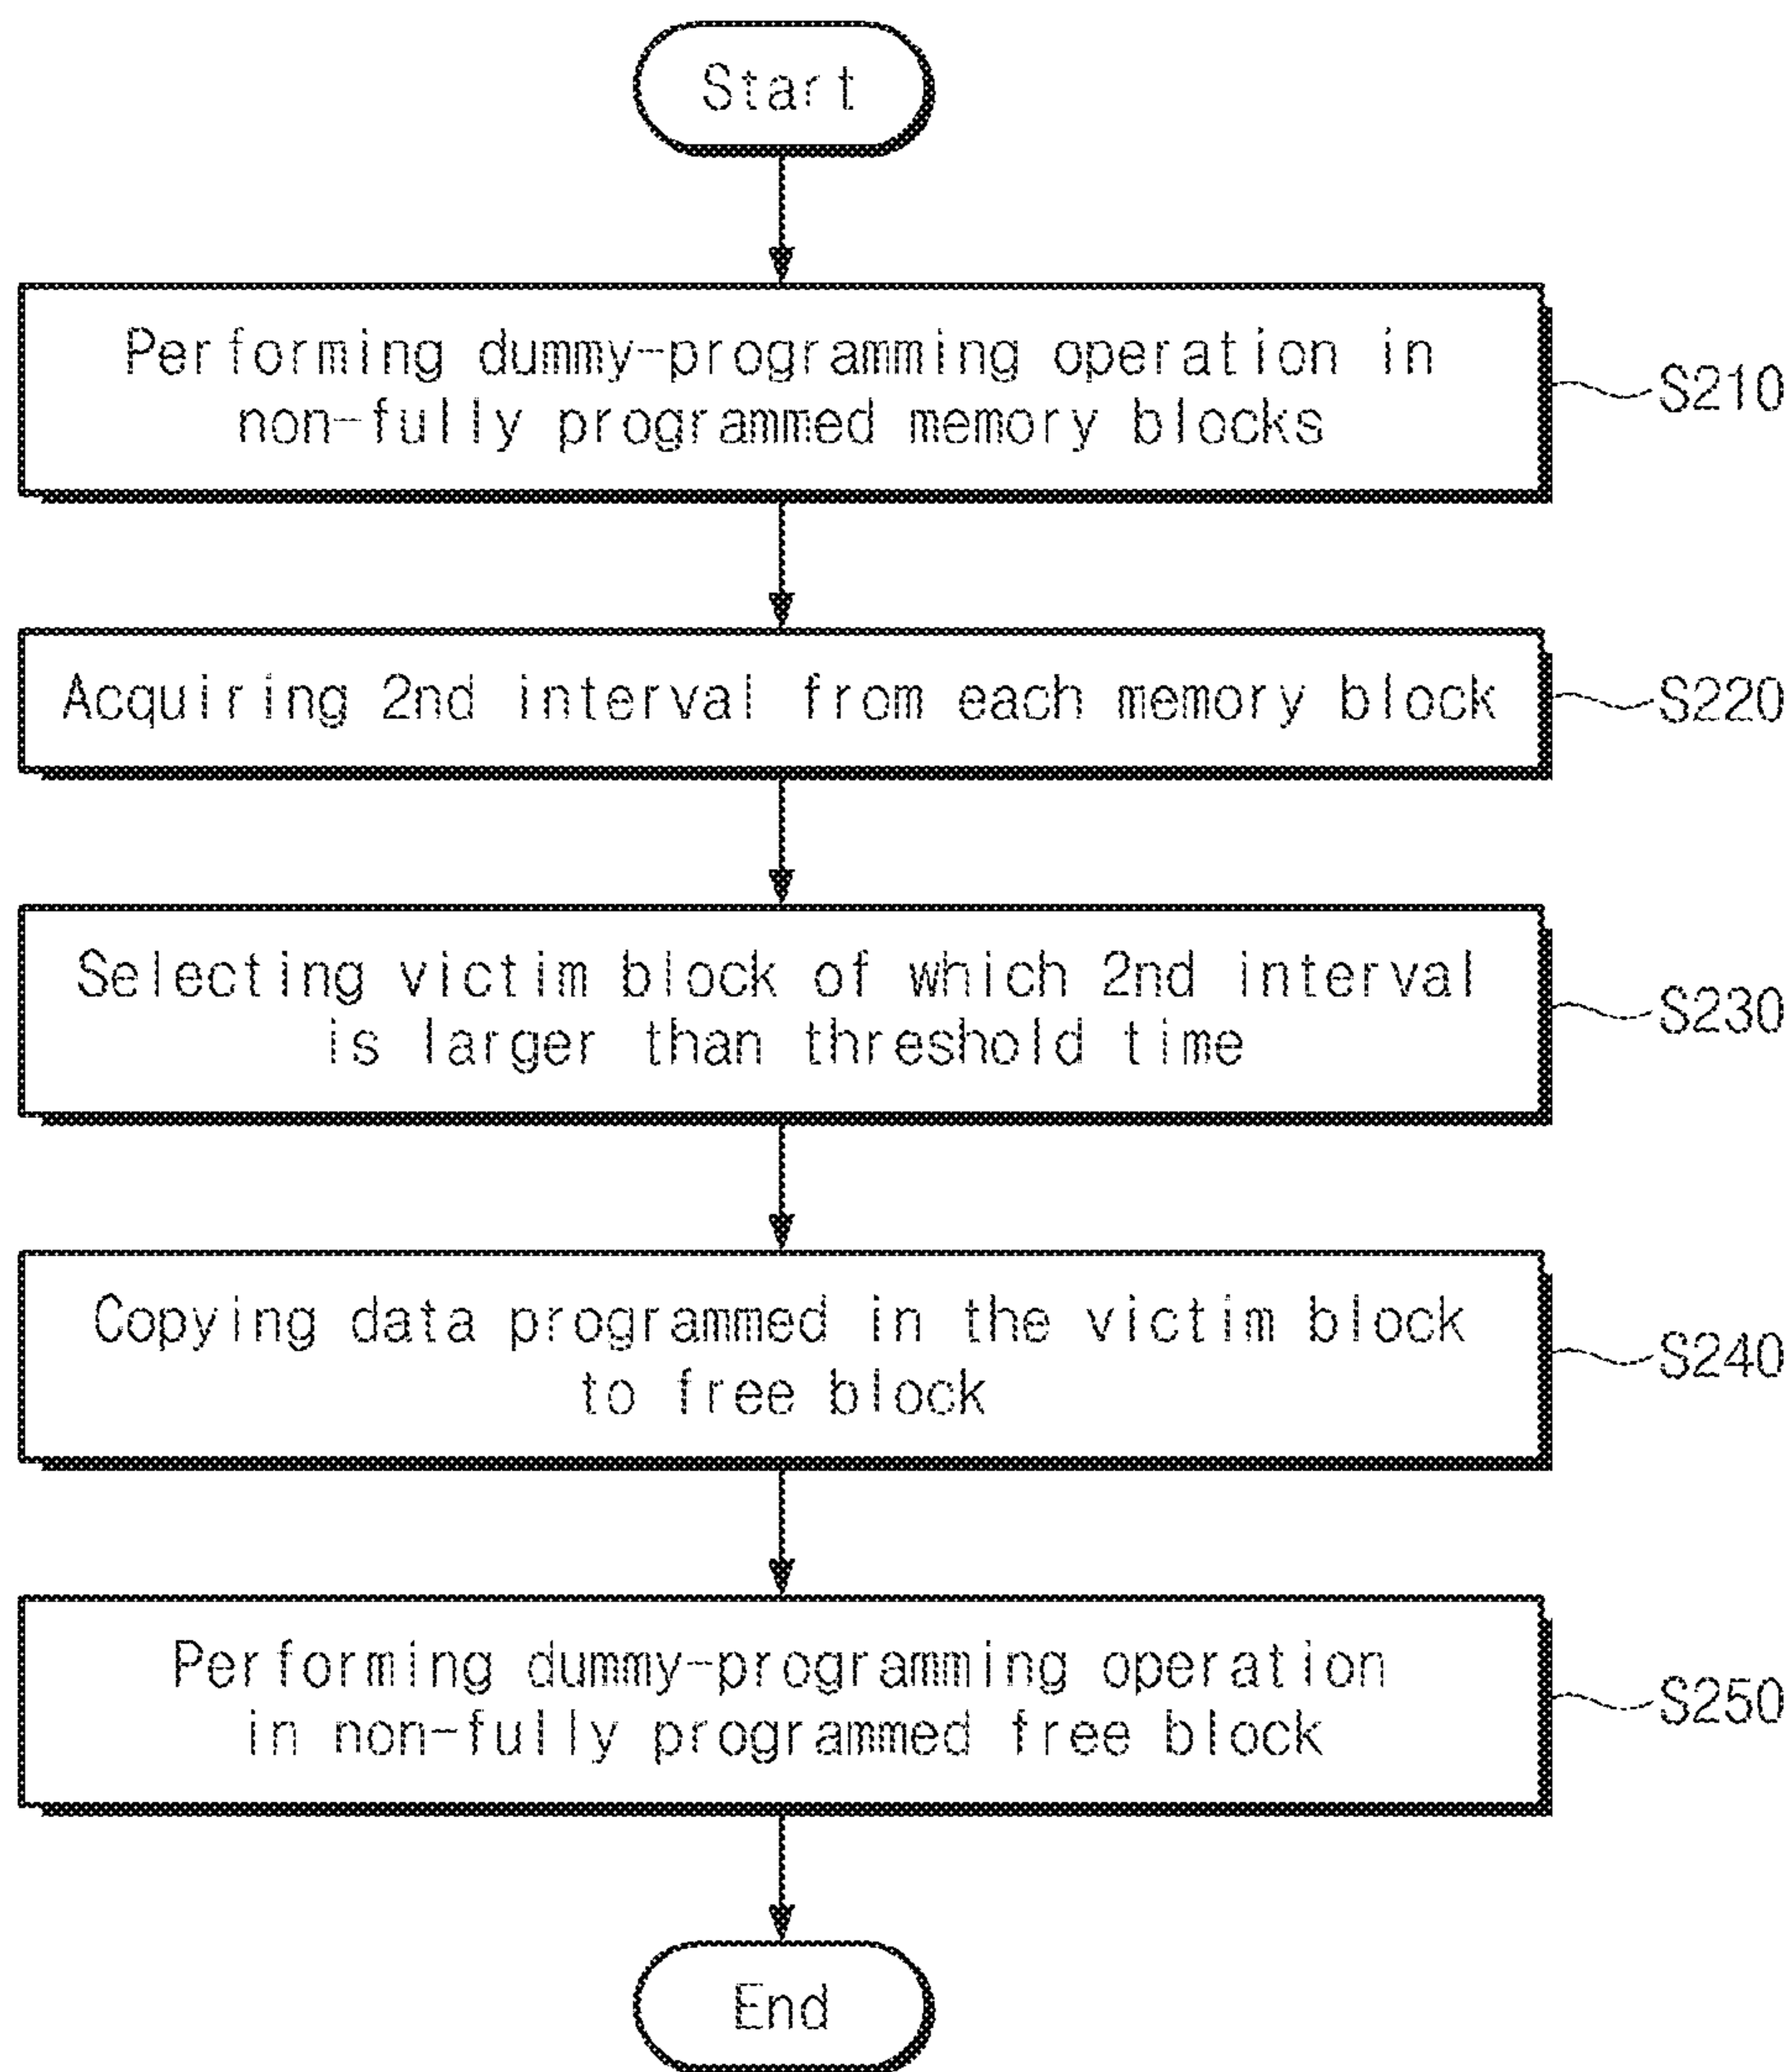 Start
Performing dummy-programming operation in
non-fully programmed memory blocks
S210
Acquiring 2nd interval from each memory block
S220
Selecting victim block of which 2nd interval
is larger than threshold time
S230
Copying data programmed in the victim block
to free block
S240
Performing dummy-programming operation
in non-fully programmed free block
S250
End